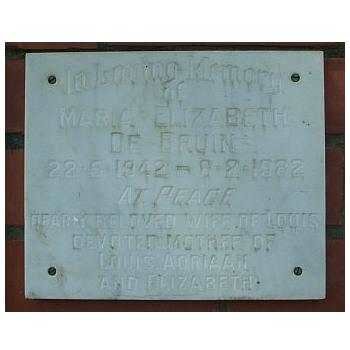 In Loving Memory
of
MARIA ELIZABETH
DE BRUIN
22-5-1942 – 8-2-1982
AT PEACE
DEARLY BELOVED WIFE OF LOUIS
DEVOTED MOTHER OF
LOUIS ADRIAAN
AND ELIZABETH